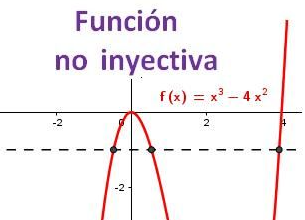 Función
no inyectiva
f (x) = x³ – 4 x²
-2 0 2 4
-2